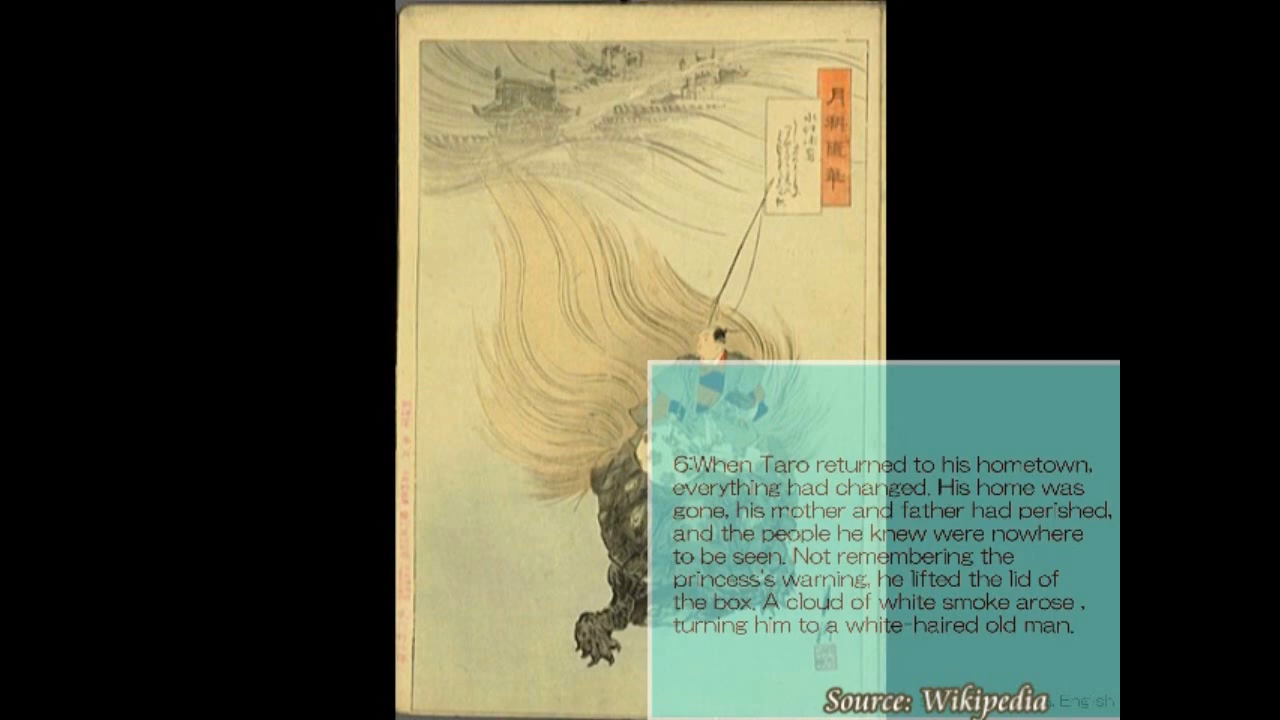 月耕随筆
6:When Taro returned to his hometown,
everything had changed. His home was
gone, his mother and father had perished,
and the people he knew were nowhere
to be seen. Not remembering the
princess's warning, he lifted the lid of
the box. A cloud of white smoke arose ,
turning him to a white-haired old man.
Source: Wikipedia
English